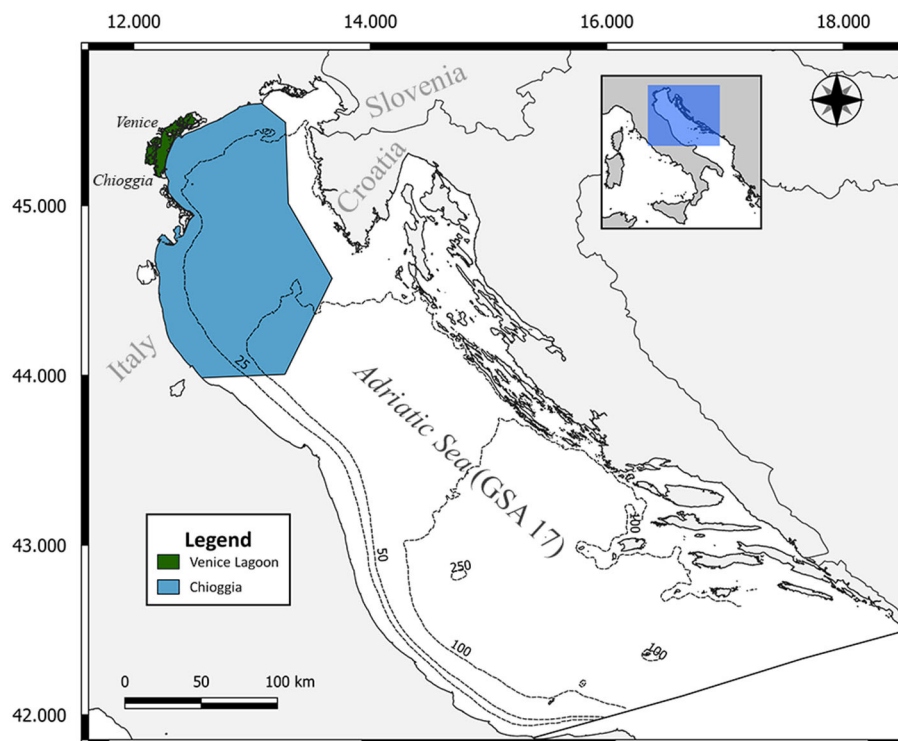 12.000
14.000
16.000
18.000
Slovenia
Venice
Chioggia
Croatia
45.000
Italy
25
44.000
Adriatic Sea (GSA 17)
100
43.000
50
250
Legend
Venice Lagoon
Chioggia
100
100
0
50
100 km
42.000